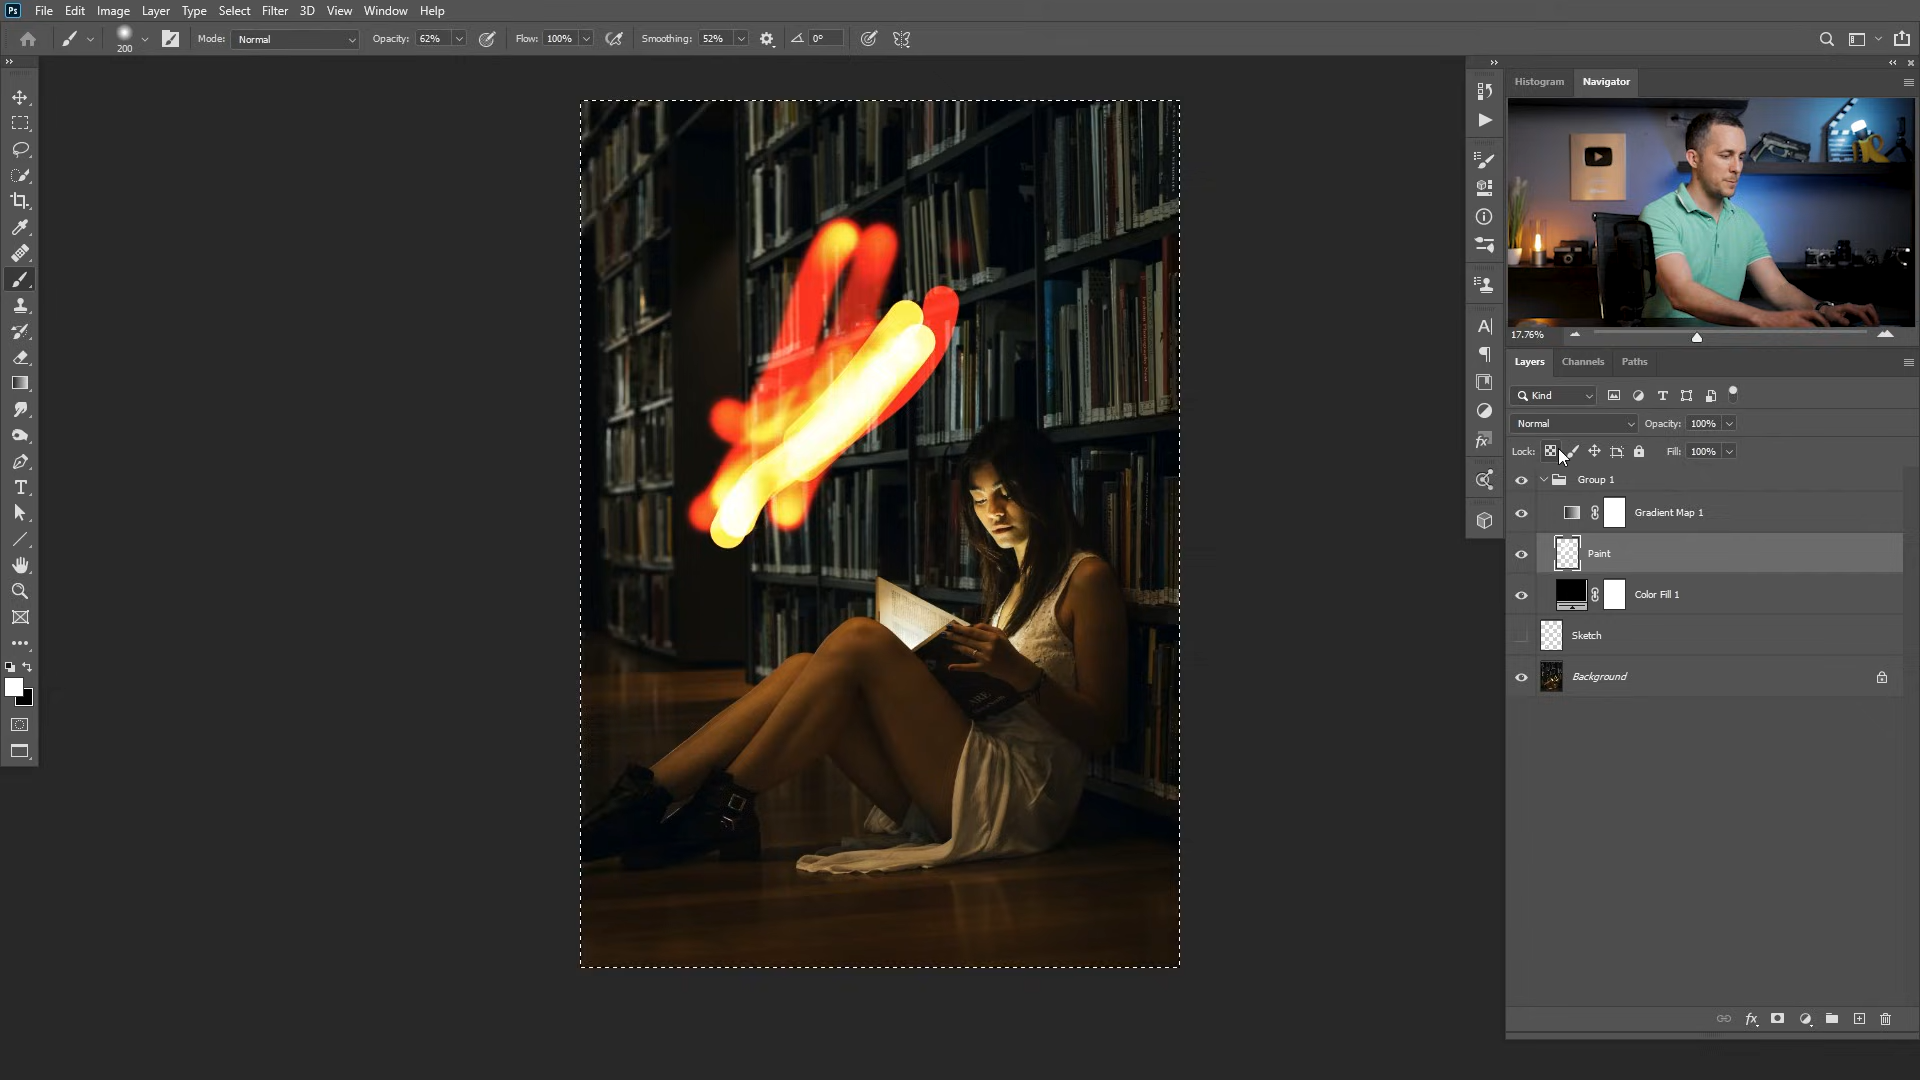 Ps File Edit Image Layer Type Select Filter 3D View Window Help
200 Mode: Normal Opacity: 62% Flow: 100% Smoothing: 52% 0°
Histogram Navigator
17.76%
Layers Channels Paths
Kind
Normal Opacity: 100%
Lock: Fill: 100%
Group 1
Gradient Map 1
Paint
Color Fill 1
Sketch
Background